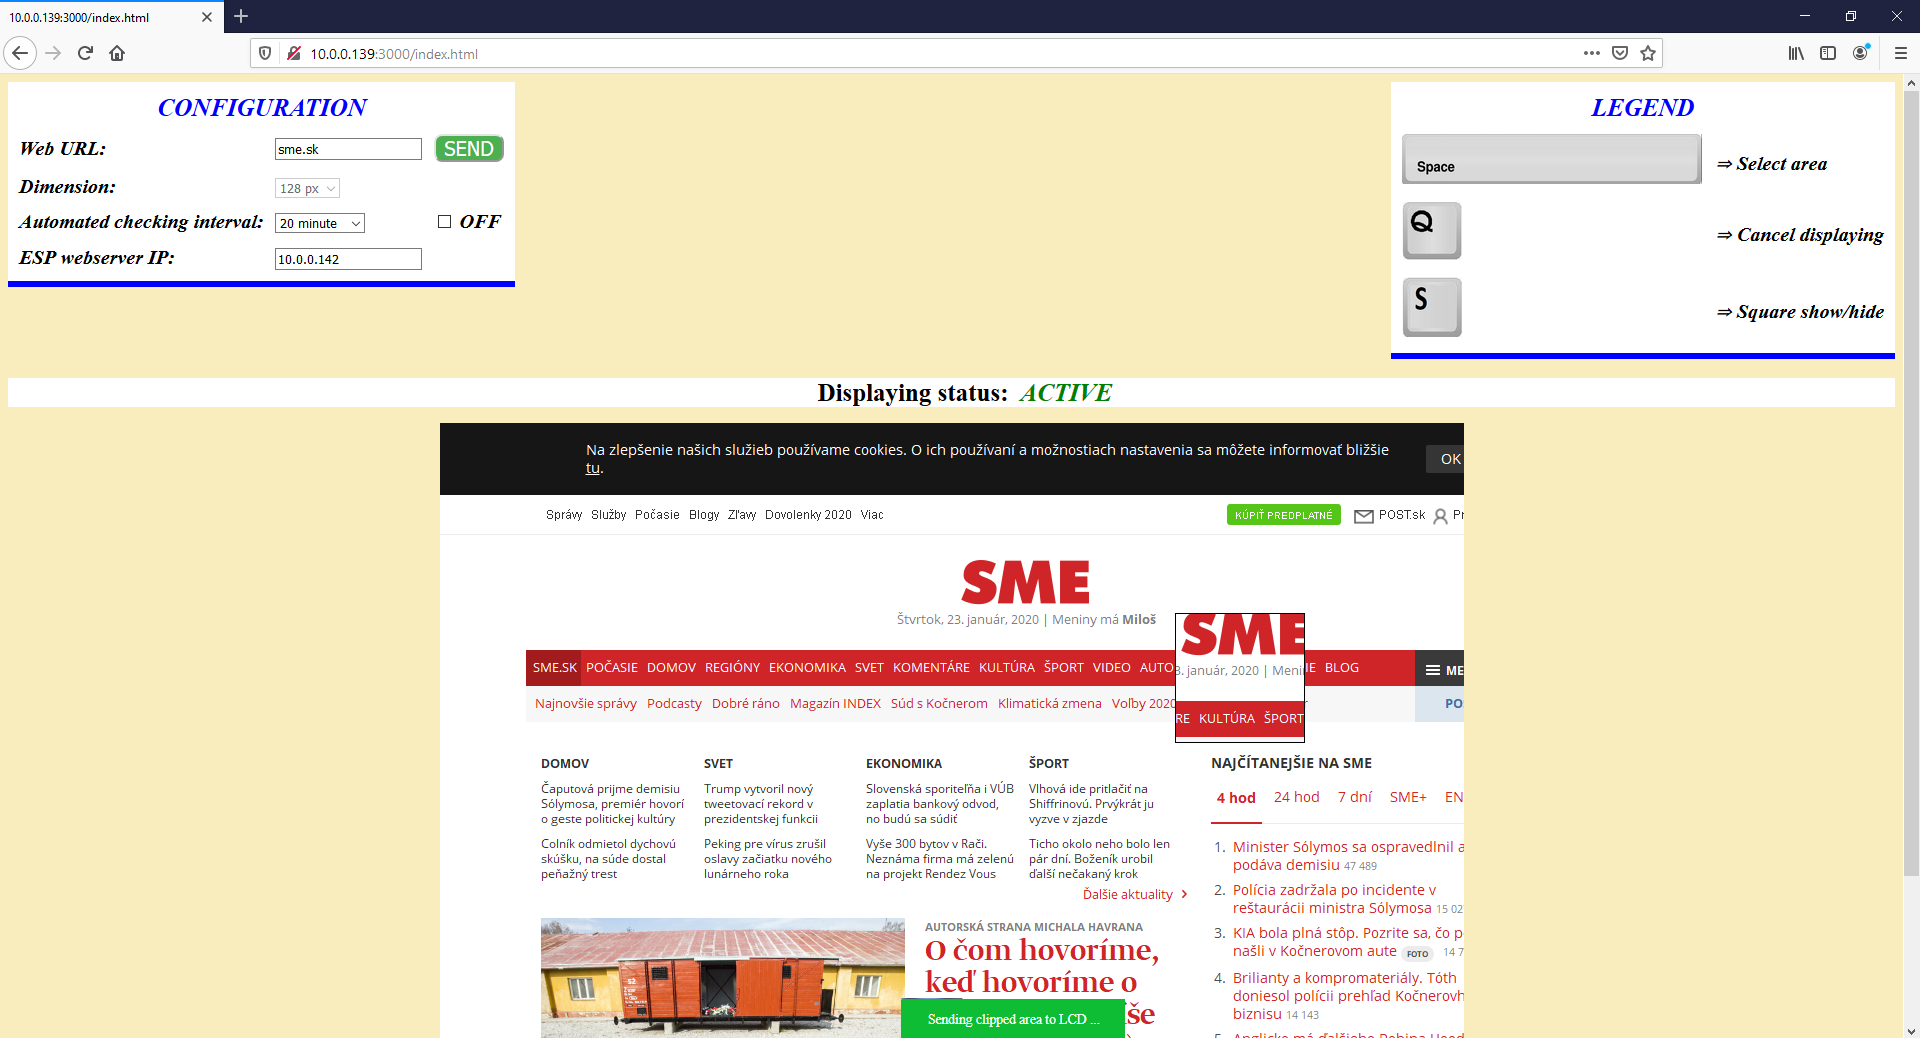 10.0.0.139:3000/index.html
10.0.0.139:3000/index.html
CONFIGURATION
Web URL: sme.sk SEND
Dimension: 128 px
Automated checking interval: 20 minute OFF
ESP webserver IP: 10.0.0.142
LEGEND
Space ⇒ Select area
Q ⇒ Cancel displaying
S ⇒ Square show/hide
Displaying status: ACTIVE
Na zlepšenie našich služieb používame cookies. O ich používaní a možnostiach nastavenia sa môžete informovať bližšie
tu.
OK
Správy Služby Počasie Blogy Zľavy Dovolenky 2020 Viac
KÚPIŤ PREDPLATNÉ POST.sk Pr
SME
Štvrtok, 23. január, 2020 | Meniny má Miloš
SME.SK POČASIE DOMOV REGIÓNY EKONOMIKA SVET KOMENTÁRE KULTÚRA ŠPORT VIDEO AUTO IE BLOG
ME
Najnovšie správy Podcasty Dobré ráno Magazín INDEX Súd s Kočnerom Klimatická zmena Voľby 2020
PO
SME
3. január, 2020 | Meni
RE KULTÚRA ŠPORT
DOMOV
Čaputová prijme demisiu
Sólymosa, premiér hovorí
o geste politickej kultúry
Colník odmietol dychovú
skúšku, na súde dostal
peňažný trest
SVET
Trump vytvoril nový
tweetovací rekord v
prezidentskej funkcii
Peking pre vírus zrušil
oslavy začiatku nového
lunárneho roka
EKONOMIKA
Slovenská sporiteľňa i VÚB
zaplatia bankový odvod,
no budú sa súdiť
Vyše 300 bytov v Rači.
Neznáma firma má zelenú
na projekt Rendez Vous
ŠPORT
Vlhová ide pritlačiť na
Shiffrinovú. Prvýkrát ju
vyzve v zjazde
Ticho okolo neho bolo len
pár dní. Boženík urobil
ďalší nečakaný krok
Ďalšie aktuality
NAJČÍTANEJŠIE NA SME
4 hod 24 hod 7 dní SME+ EN
1. Minister Sólymos sa ospravedlnil a
podáva demisiu 47 489
2. Polícia zadržala po incidente v
reštaurácii ministra Sólymosa 15 02
3. KIA bola plná stôp. Pozrite sa, čo p
našli v Kočnerovom aute FOTO 14 7
4. Brilianty a kompromateriály. Tóth
doniesol polícii prehľad Kočnerovh
biznisu 14 143
AUTORSKÁ STRANA MICHALA HAVRANA
O čom hovoríme,
keď hovoríme o
še
Sending clipped area to LCD ...